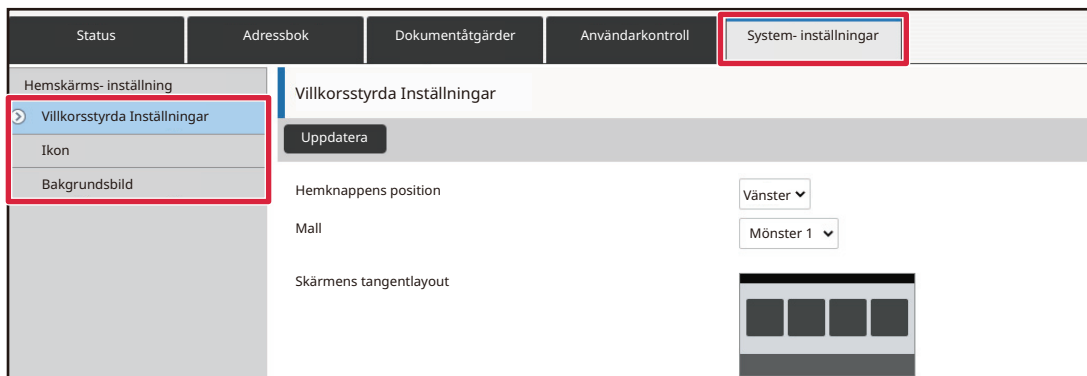 Status
Adressbok
Dokumentåtgärder
Användarkontroll
System- inställningar
Hemskärms- inställning
Villkorsstyrda Inställningar
Ikon
Bakgrundsbild
Villkorsstyrda Inställningar
Uppdatera
Hemknappens position
Vänster
Mall
Mönster 1
Skärmens tangentlayout